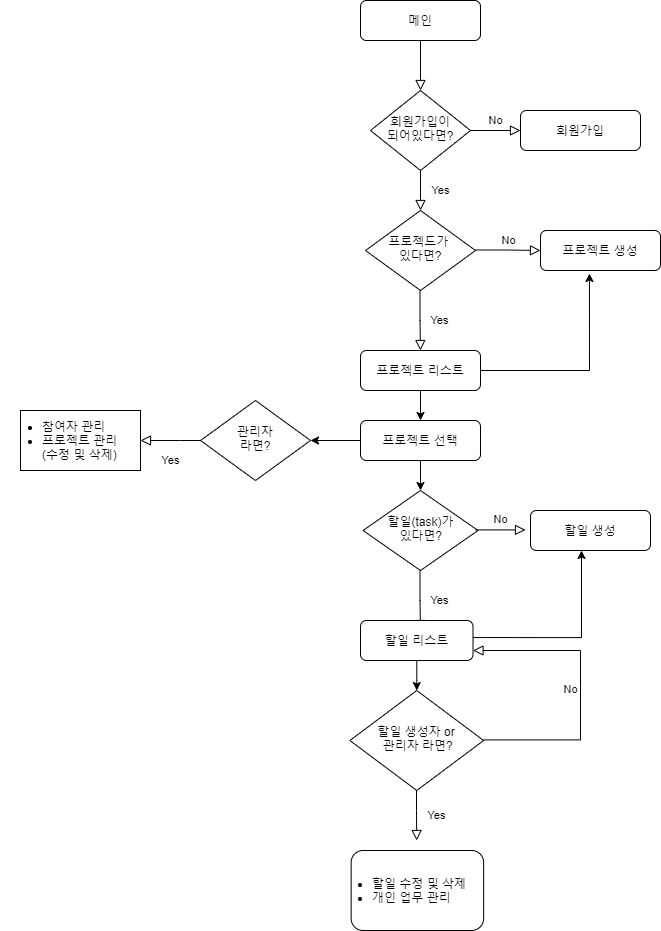 메인
회원가입이
되어있다면?
No
회원가입
Yes
프로젝드가
있다면?
No
프로젝트 생성
Yes
프로젝트 리스트
프로젝트 선택
관리자
라면?
Yes
• 참여자 관리
• 프로젝트 관리
(수정 및 삭제)
할일(task)가
있다면?
No
할일 생성
Yes
할일 리스트
No
할일 생성자 or
관리자 라면?
Yes
• 할일 수정 및 삭제
• 개인 업무 관리